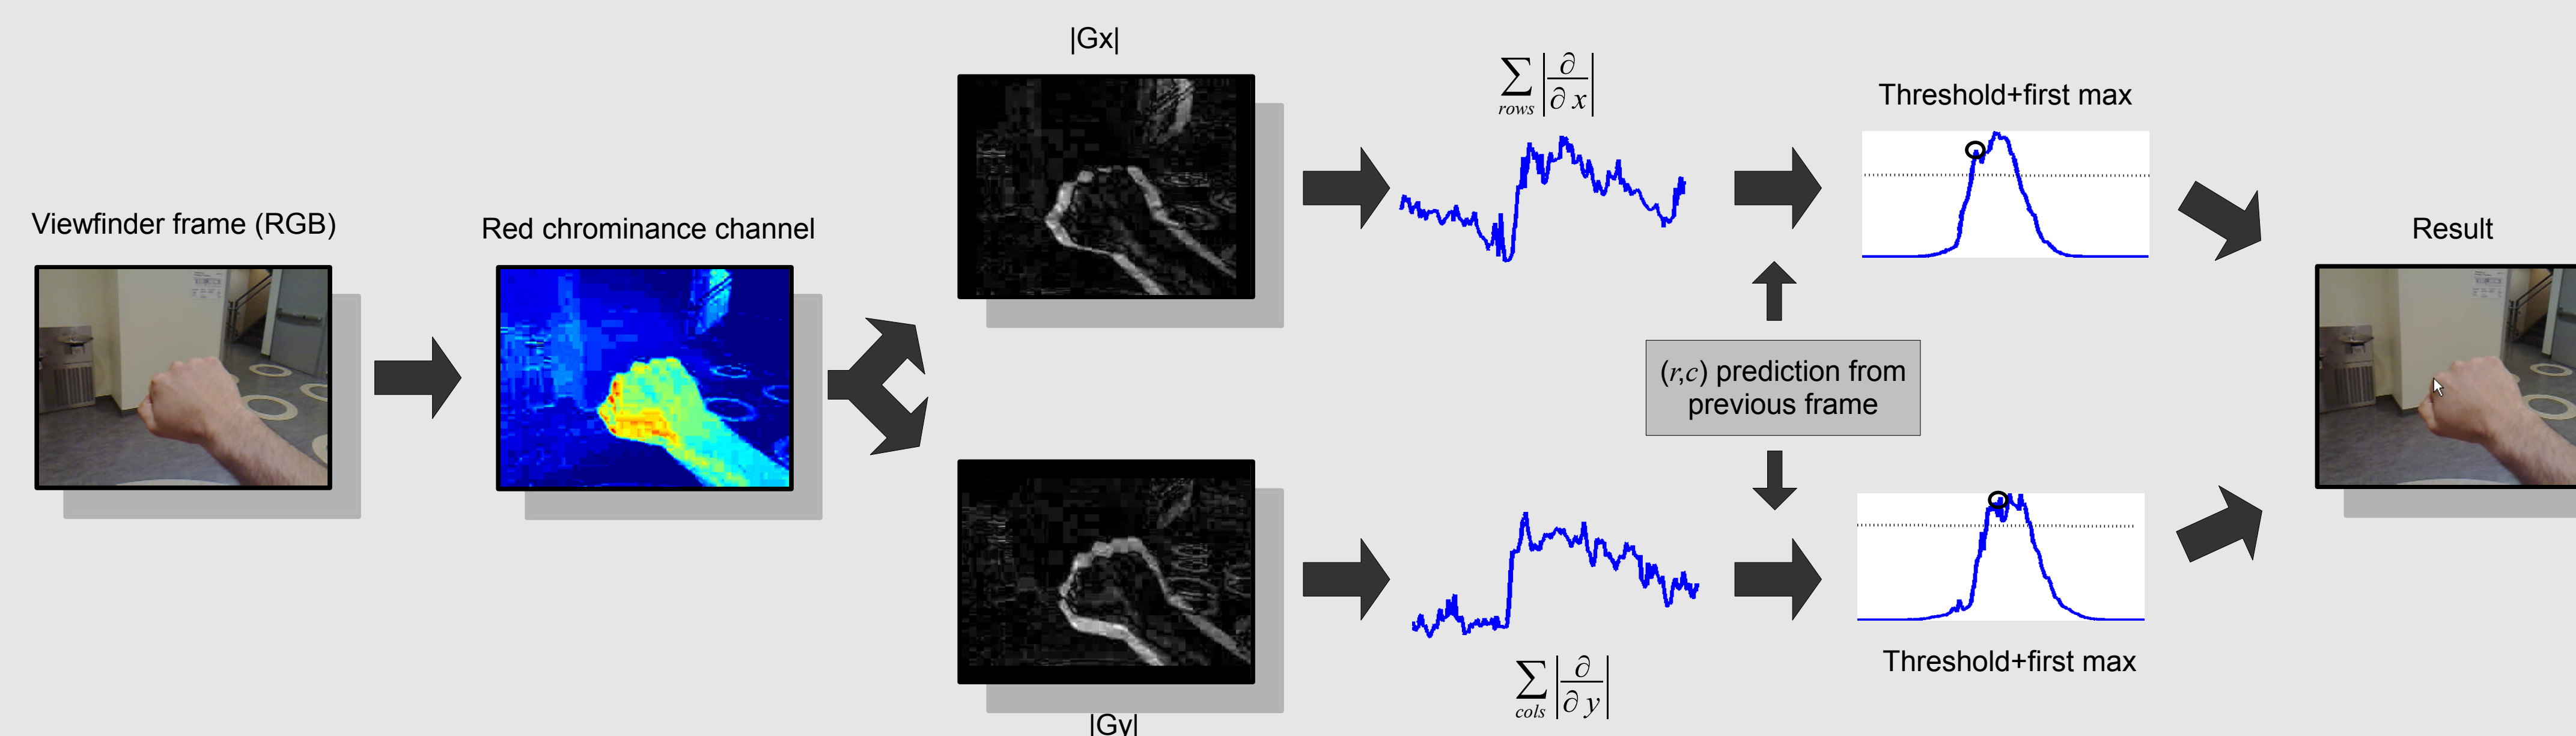 Viewfinder frame (RGB)
Red chrominance channel
|Gx|
|Gy|
∑ rows |∂/∂x|
∑ cols |∂/∂y|
Threshold+first max
(r,c) prediction from
previous frame
Threshold+first max
Result